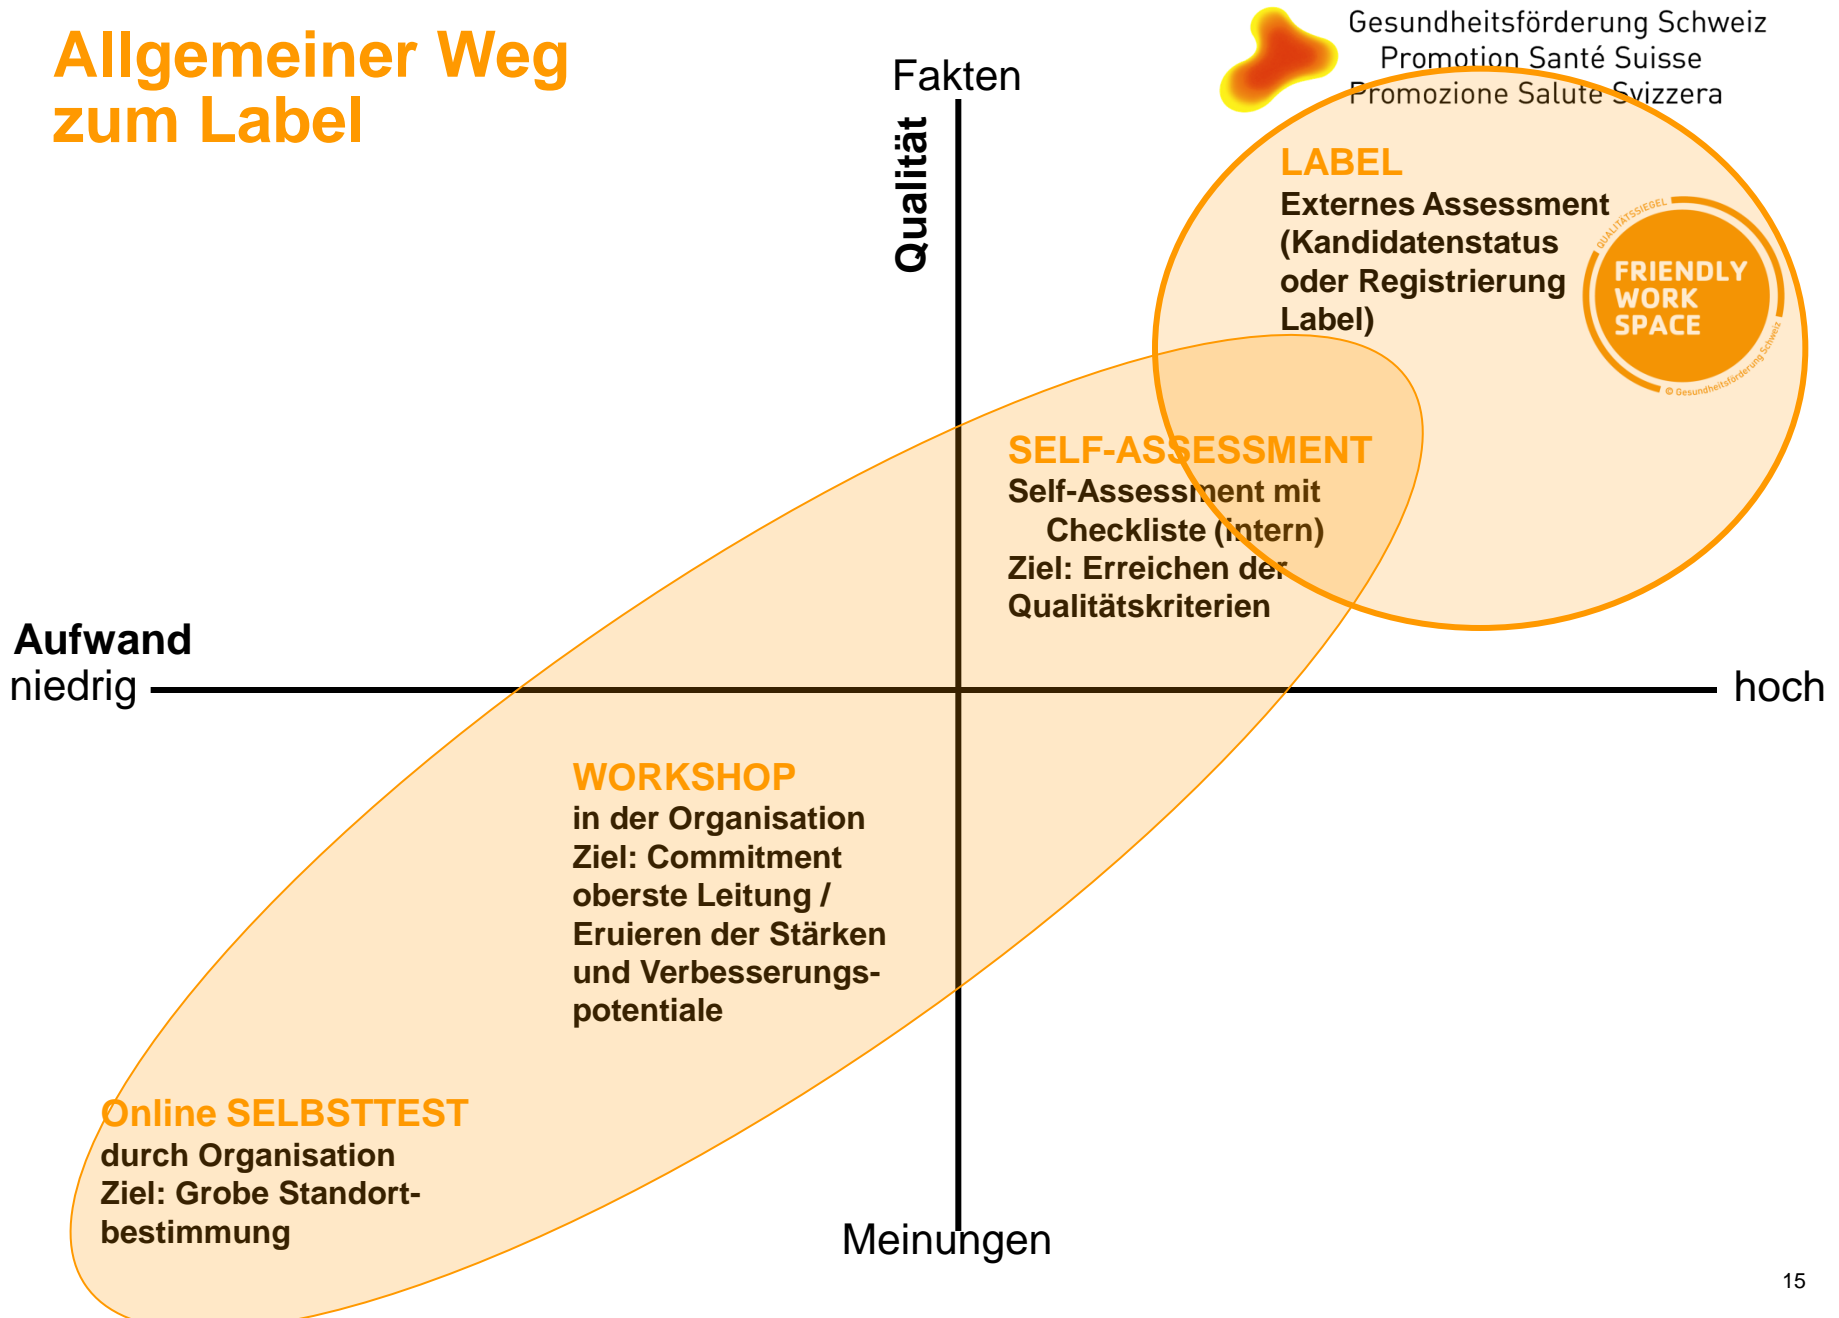 Allgemeiner Weg
zum Label
Gesundheitsförderung Schweiz
Promotion Santé Suisse
Promozione Salute Svizzera
Fakten
Qualität
LABEL
Externes Assessment
(Kandidatenstatus
oder Registrierung
Label)
QUALITÄTSSIEGEL
FRIENDLY
WORK
SPACE
© Gesundheitsförderung Schweiz
SELF-ASSESSMENT
Self-Assessment mit
Checkliste (intern)
Ziel: Erreichen der
Qualitätskriterien
Aufwand
niedrig
hoch
WORKSHOP
in der Organisation
Ziel: Commitment
oberste Leitung /
Eruieren der Stärken
und Verbesserungs-
potentiale
Online SELBSTTEST
durch Organisation
Ziel: Grobe Standort-
bestimmung
Meinungen
15